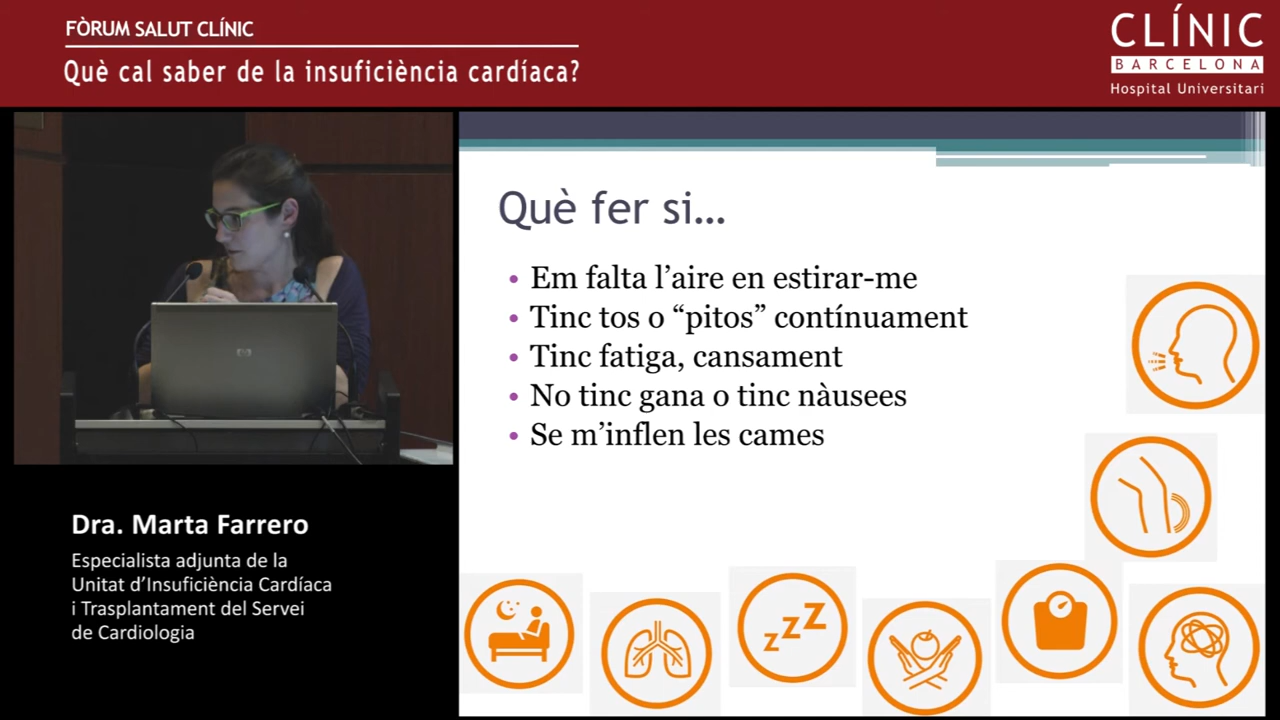 FÒRUM SALUT CLÍNIC
Què cal saber de la insuficiència cardíaca?
CLÍNIC
BARCELONA
Hospital Universitari
Què fer si...
• Em falta l’aire en estirar-me
• Tinc tos o “pitos” contínuament
• Tinc fatiga, cansament
• No tinc gana o tinc nàusees
• Se m’inflen les cames
zzZ
Dra. Marta Farrero
Especialista adjunta de la
Unitat d’Insuficiència Cardíaca
i Trasplantament del Servei
de Cardiologia